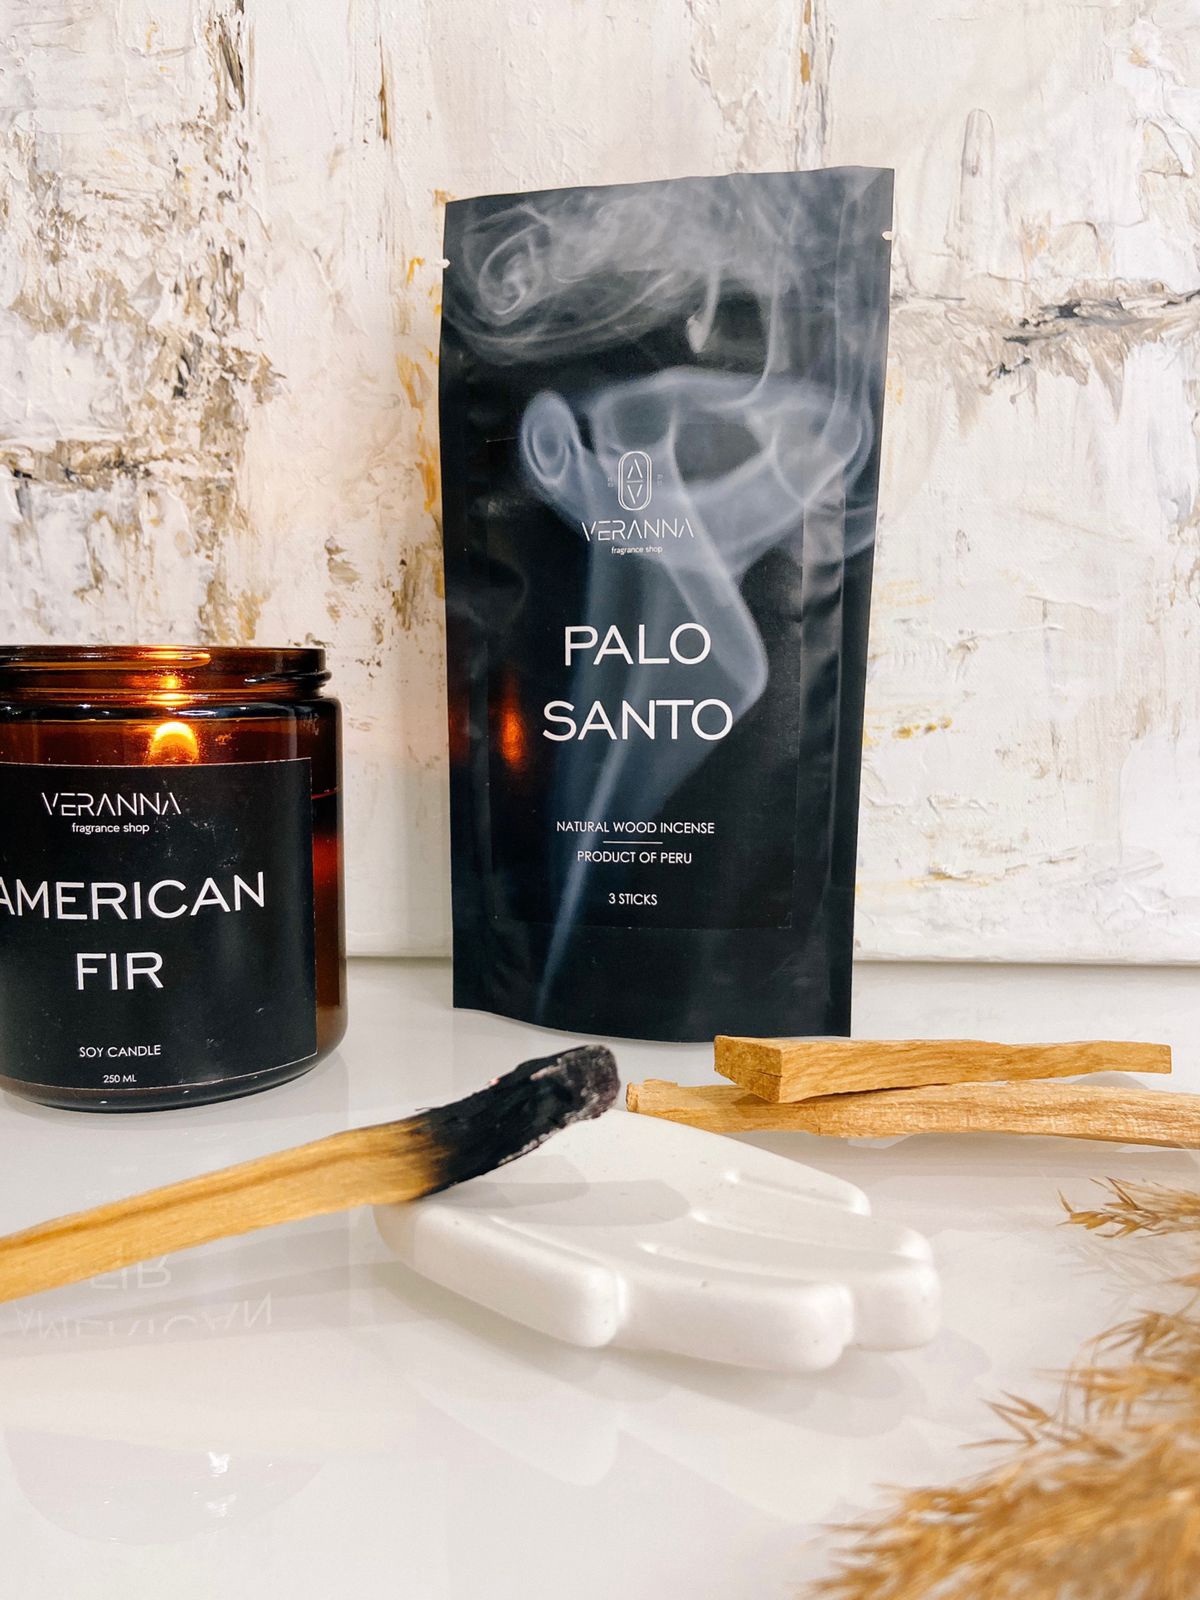 VERANNA
fragrance shop
PALO
SANTO
NATURAL WOOD INCENSE
PRODUCT OF PERU
3 STICKS
VERANNA
fragrance shop
AMERICAN
FIR
SOY CANDLE
250 ML